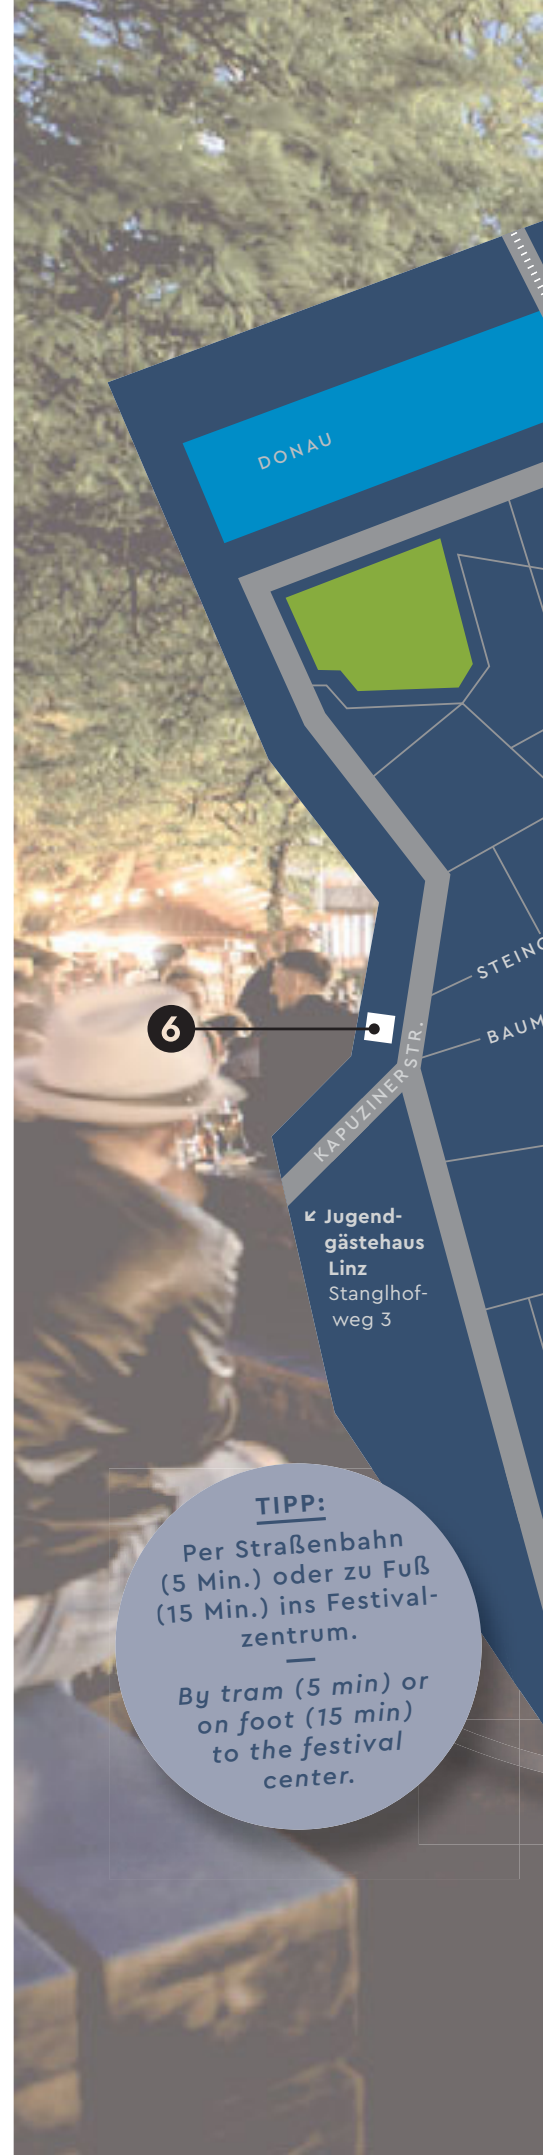 DONAU
STEING
BAUM
6
KAPUZINERSTR.
↙ Jugend-
gästehaus
Linz
Stanglhof-
weg 3
TIPP:
Per Straßenbahn
(5 Min.) oder zu Fuß
(15 Min.) ins Festival-
zentrum.
By tram (5 min) or
on foot (15 min)
to the festival
center.